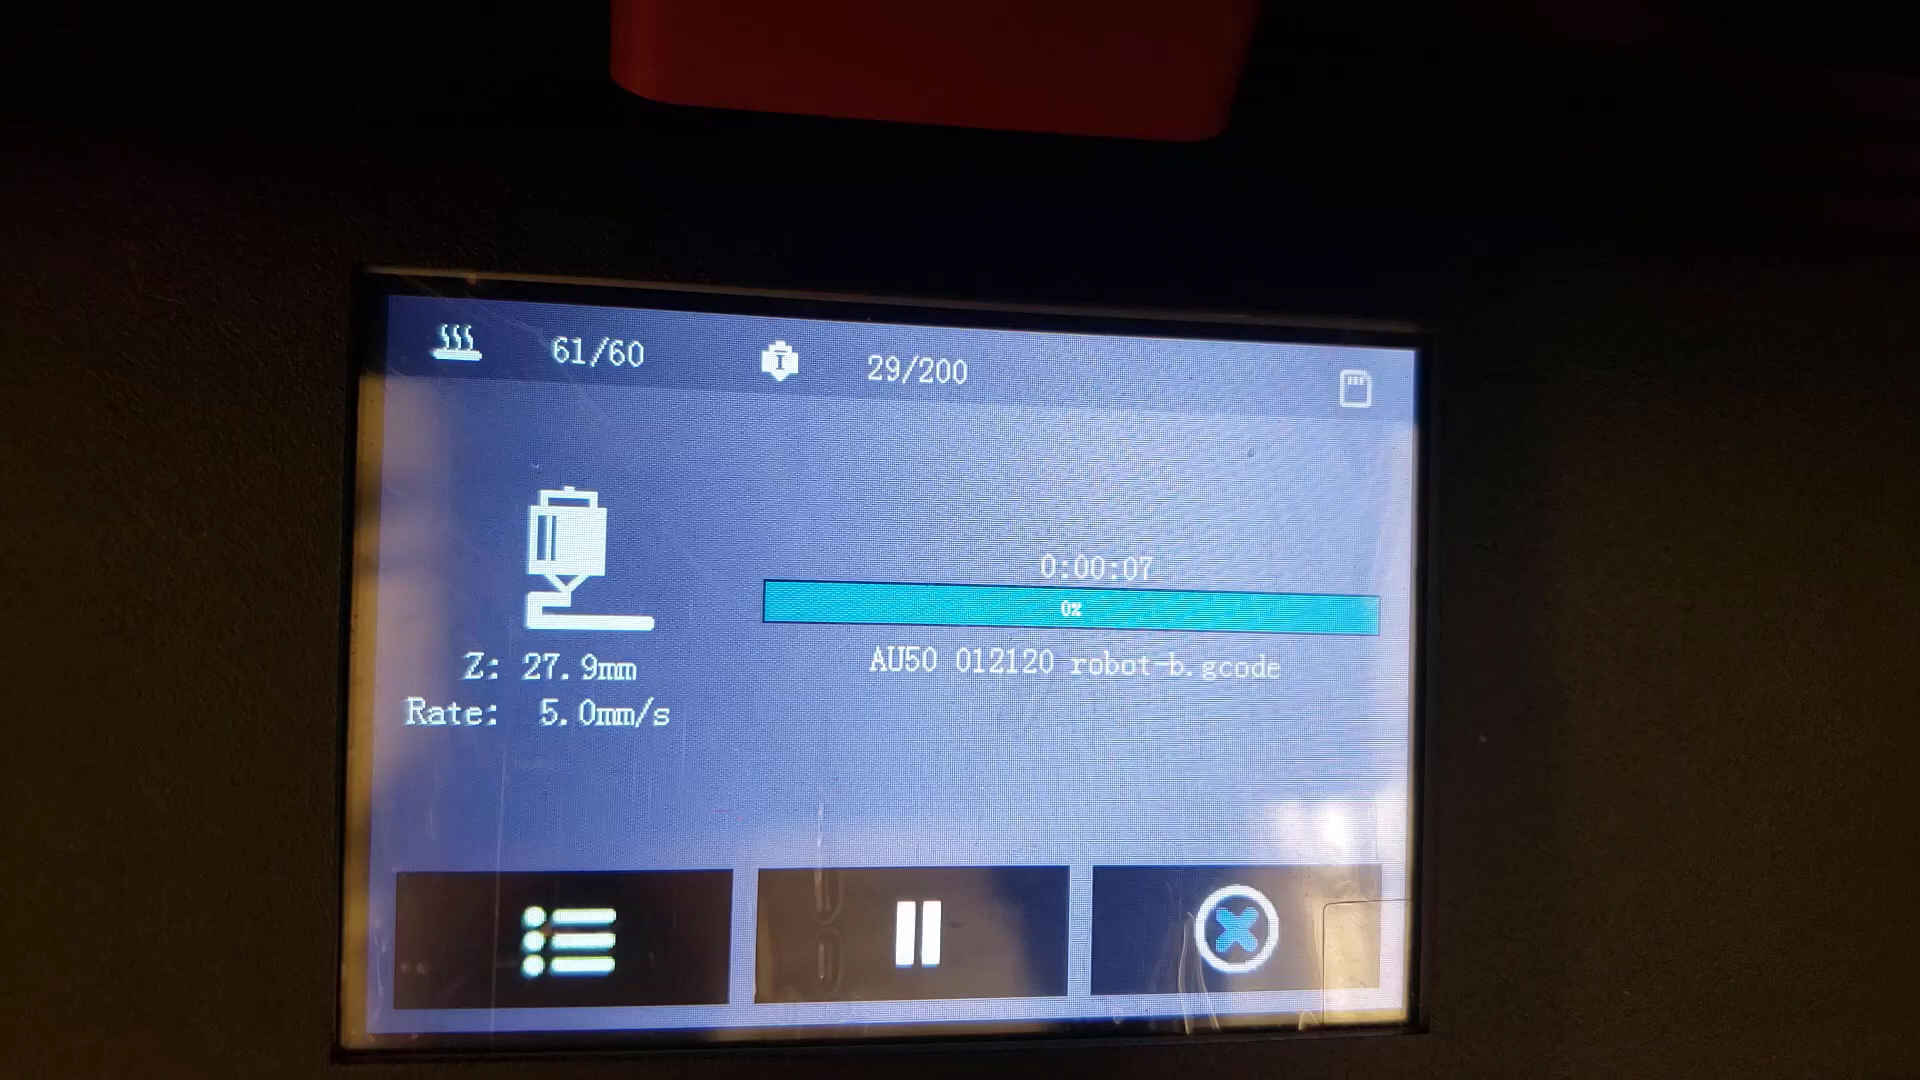 61/60 I 29/200
0:00:07
0%
AU50 012120 robot-b.gcode
Z: 27.9mm
Rate: 5.0mm/s